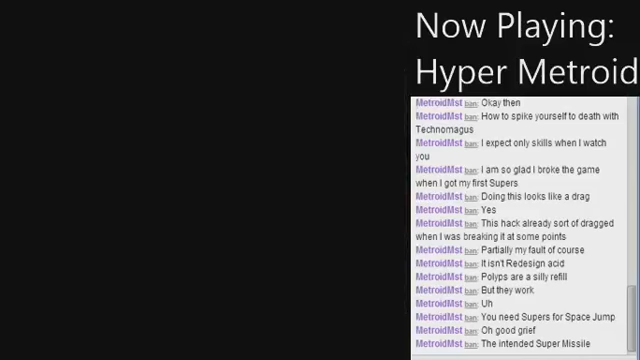 Now Playing:
Hyper Metroid
MetroidMst ban: Okay then
MetroidMst ban: How to spike yourself to death with
Technomagus
MetroidMst ban: I expect only skills when I watch
you
MetroidMst ban: I am so glad I broke the game
when I got my first Supers
MetroidMst ban: Doing this looks like a drag
MetroidMst ban: Yes
MetroidMst ban: This hack already sort of dragged
when I was breaking it at some points
MetroidMst ban: Partially my fault of course
MetroidMst ban: It isn't Redesign acid
MetroidMst ban: Polyps are a silly refill
MetroidMst ban: But they work
MetroidMst ban: Uh
MetroidMst ban: You need Supers for Space Jump
MetroidMst ban: Oh good grief
MetroidMst ban: The intended Super Missile